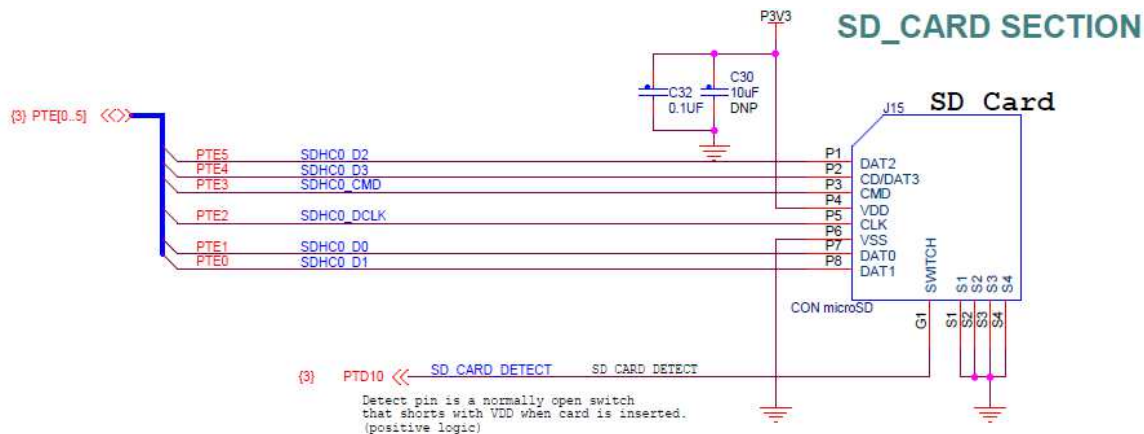 P3V3
SD_CARD SECTION
C32
0.1UF
C30
10uF
DNP
J15
SD Card
{3} PTE[0..5]
PTE5 SDHC0_D2 P1 DAT2
PTE4 SDHC0_D3 P2 CD/DAT3
PTE3 SDHC0_CMD P3 CMD
P4 VDD
PTE2 SDHC0_DCLK P5 CLK
P6 VSS
PTE1 SDHC0_D0 P7 DAT0
PTE0 SDHC0_D1 P8 DAT1
SWITCH S1 S2 S3 S4
CON microSD
G1 S1 S2 S3 S4
{3} PTD10 SD_CARD_DETECT SD_CARD_DETECT
Detect pin is a normally open switch
that shorts with VDD when card is inserted.
(positive logic)